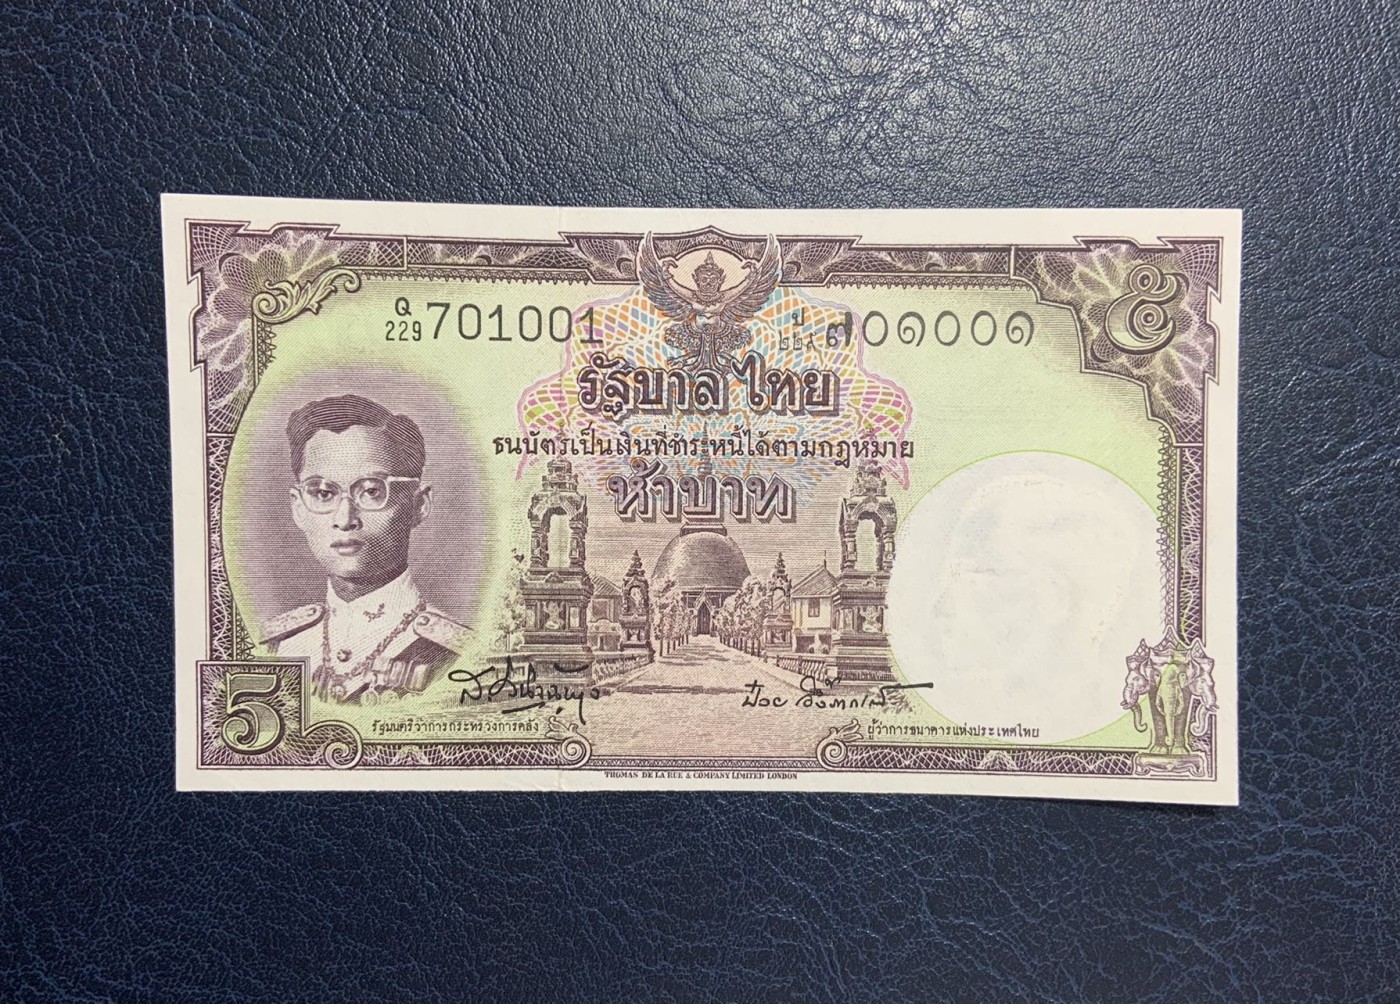 Q
229 701001
ป
๒๒๙ ๗๐๑๐๐๑
๕
รัฐบาลไทย
ธนบัตรเป็นเงินที่ชำระหนี้ได้ตามกฎหมาย
ห้าบาท
5
รัฐมนตรีว่าการกระทรวงการคลัง
ผู้ว่าการธนาคารแห่งประเทศไทย
THOMAS DE LA RUE & COMPANY LIMITED LONDON